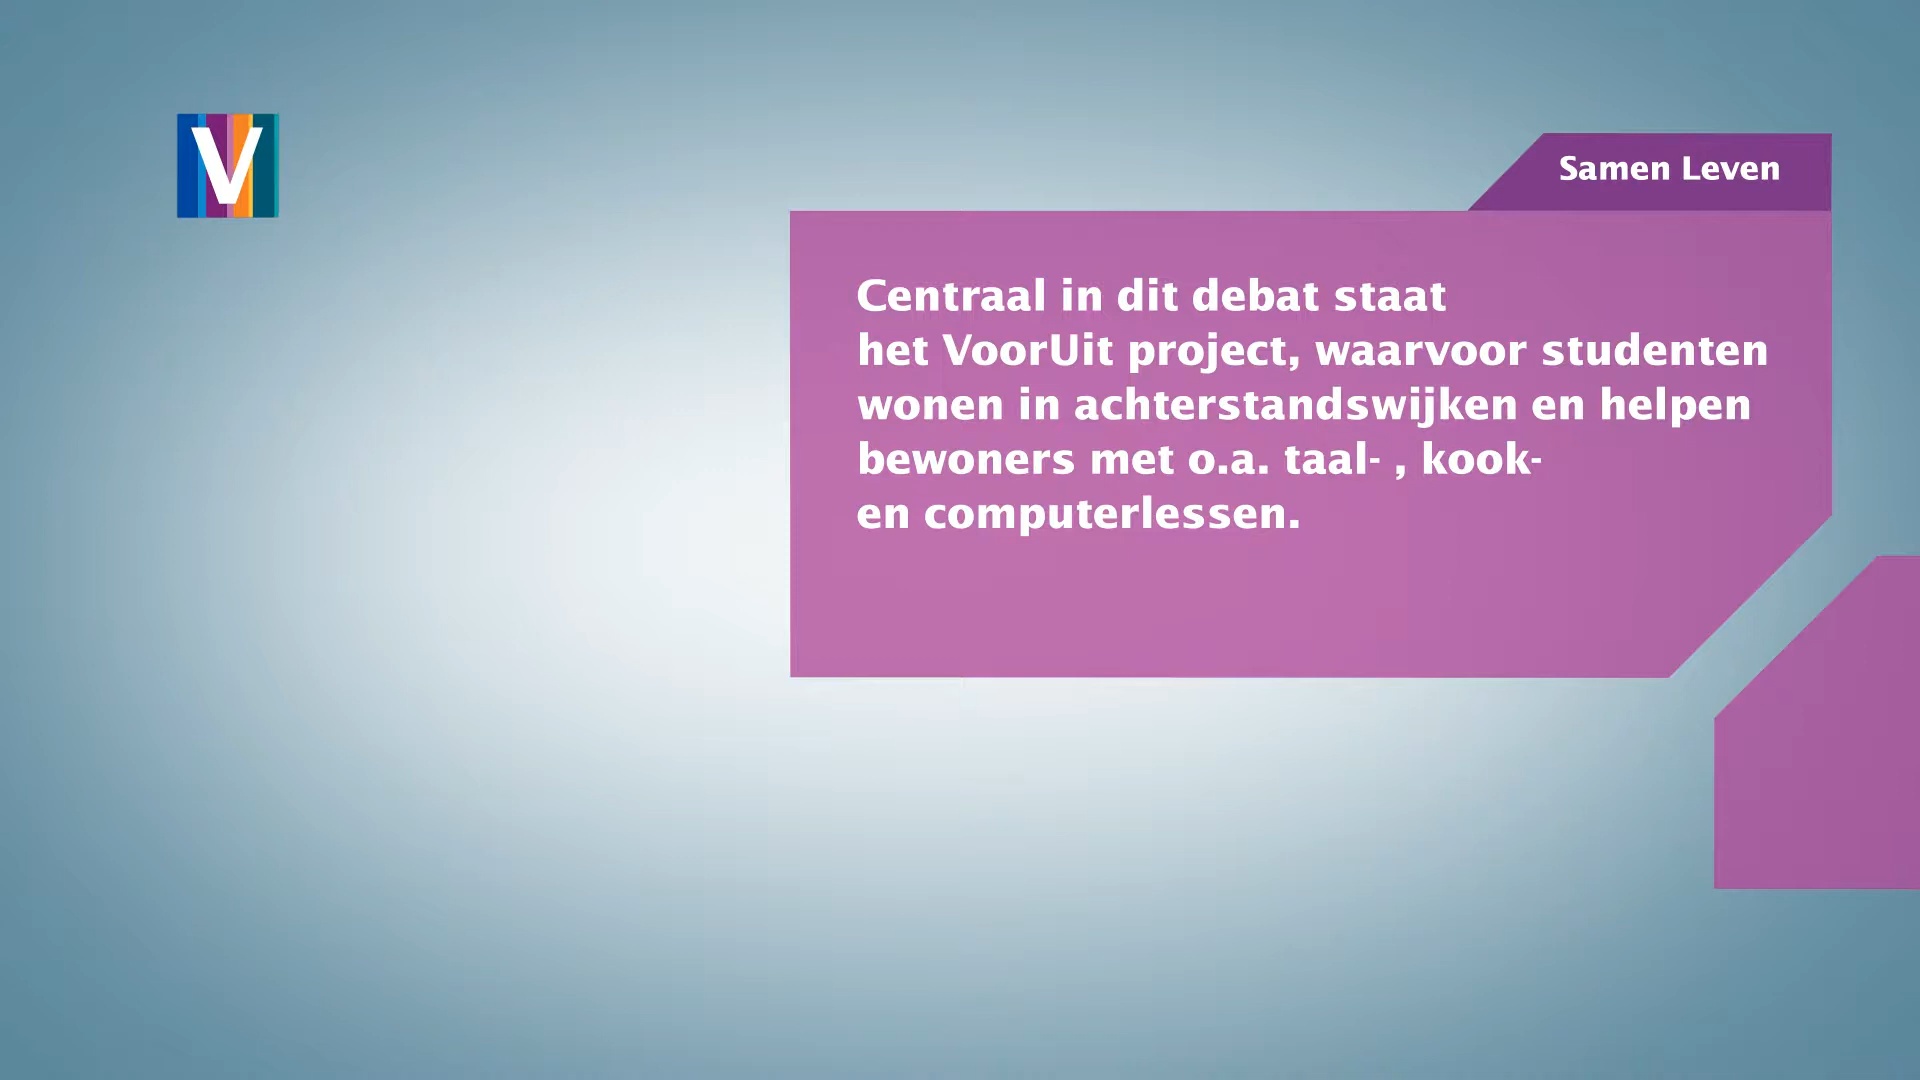 V
Samen Leven
Centraal in dit debat staat
het VoorUit project, waarvoor studenten
wonen in achterstandswijken en helpen
bewoners met o.a. taal- , kook-
en computerlessen.